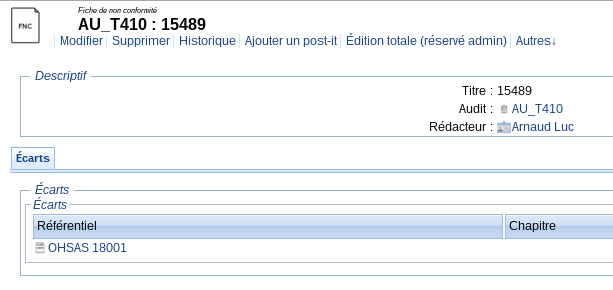 FNC
Fiche de non conformité
AU_T410 : 15489
Modifier Supprimer Historique Ajouter un post-it Édition totale (réservé admin) Autres↓
Descriptif
Titre : 15489
Audit : AU_T410
Rédacteur : Arnaud Luc
Écarts
Écarts
Écarts
Référentiel Chapitre
OHSAS 18001